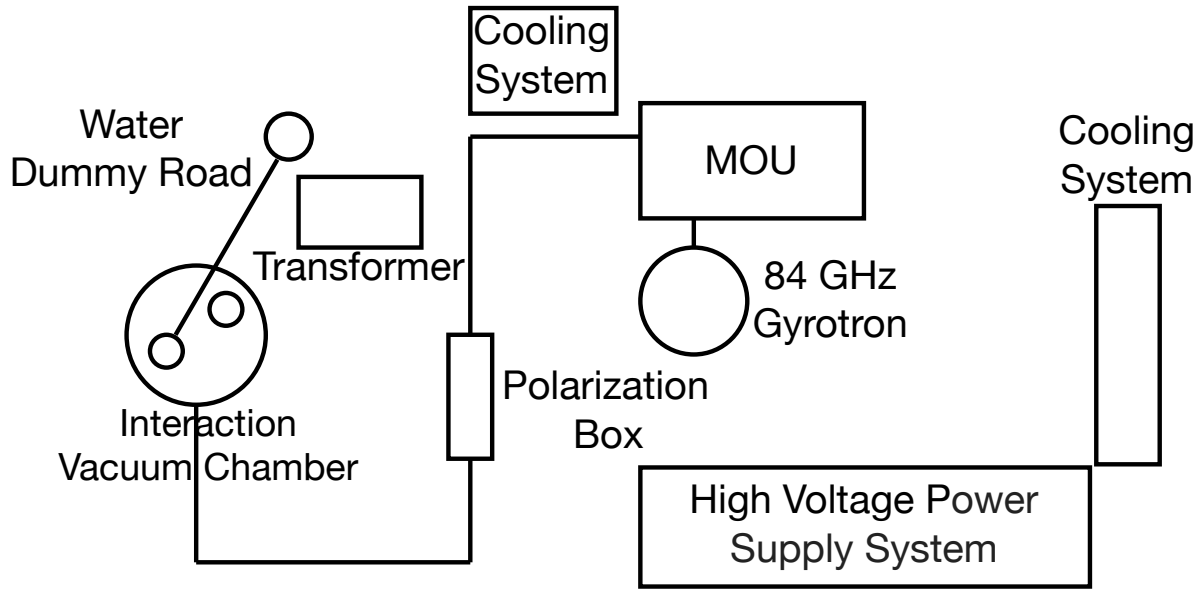 Cooling
System
Water
Dummy Road
MOU
Cooling
System
Transformer
84 GHz
Gyrotron
Polarization
Box
Interaction
Vacuum Chamber
High Voltage Power
Supply System